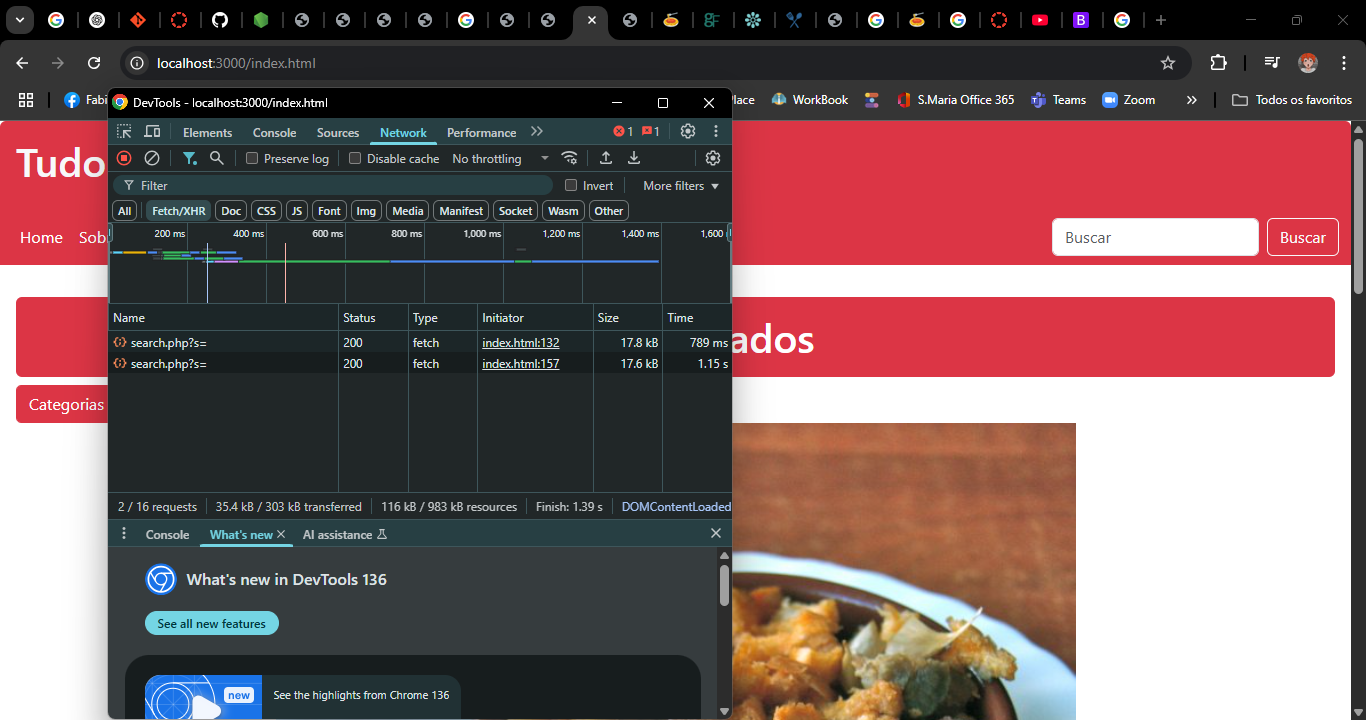 localhost:3000/index.html
Fabi
Place
WorkBook
S.Maria Office 365
Teams
Zoom
Todos os favoritos
DevTools - localhost:3000/index.html
Elements Console Sources Network Performance 1 1
Preserve log Disable cache No throttling
Filter Invert More filters
All Fetch/XHR Doc CSS JS Font Img Media Manifest Socket Wasm Other
200 ms 400 ms 600 ms 800 ms 1,000 ms 1,200 ms 1,400 ms 1,600
Name Status Type Initiator Size Time
search.php?s= 200 fetch index.html:132 17.8 kB 789 ms
search.php?s= 200 fetch index.html:157 17.6 kB 1.15 s
2 / 16 requests 35.4 kB / 303 kB transferred 116 kB / 983 kB resources Finish: 1.39 s DOMContentLoaded
Console What's new AI assistance
What's new in DevTools 136
See all new features
new See the highlights from Chrome 136
Tudo
Home Sob
Buscar Buscar
ados
Categorias